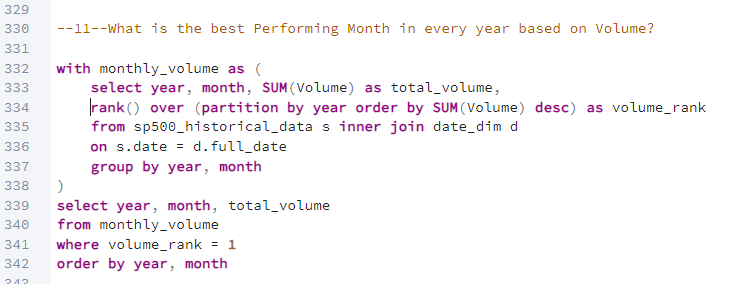 329
330 --11--What is the best Performing Month in every year based on Volume?
331
332 with monthly_volume as (
333     select year, month, SUM(Volume) as total_volume,
334     rank() over (partition by year order by SUM(Volume) desc) as volume_rank
335     from sp500_historical_data s inner join date_dim d
336     on s.date = d.full_date
337     group by year, month
338 )
339 select year, month, total_volume
340 from monthly_volume
341 where volume_rank = 1
342 order by year, month
343